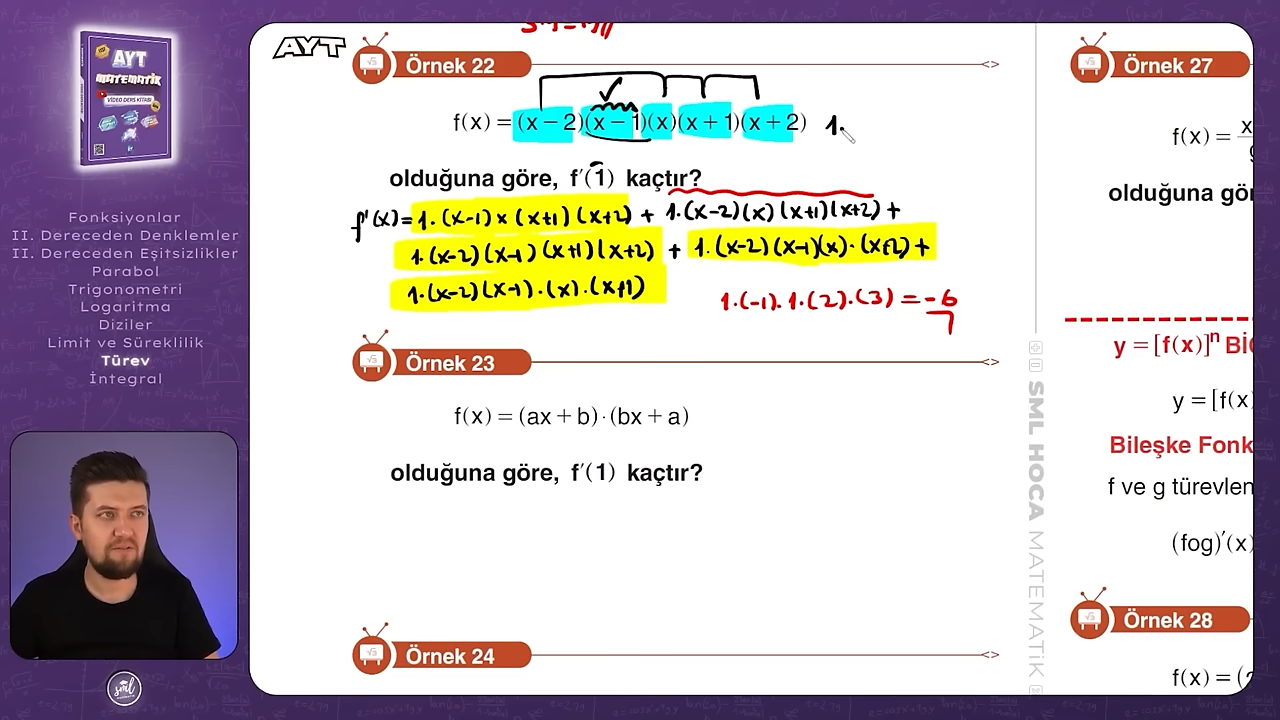 AYT
MATEMATİK
VİDEO DERS KİTABI
Fonksiyonlar
II. Dereceden Denklemler
II. Dereceden Eşitsizlikler
Parabol
Trigonometri
Logaritma
Diziler
Limit ve Süreklilik
Türev
İntegral
sml
AYT
Örnek 22
f(x) = (x − 2)(x − 1)(x)(x + 1)(x + 2) 1.
olduğuna göre, f′(1) kaçtır?
f'(x) = 1.(x-1) x (x+1) (x+2) + 1.(x-2)(x) (x+1)(x+2) +
1.(x-2) (x-1) (x+1) (x+2) + 1.(x-2) (x-1)(x) . (x+2) +
1.(x-2) (x-1) . (x) . (x+1)
1.(-1).1.(2).(3) = -6
Örnek 23
f(x) = (ax + b)·(bx + a)
olduğuna göre, f′(1) kaçtır?
Örnek 24
SML HOCA MATEMATİK
Örnek 27
f(x) = x
olduğuna gör
y = [f(x)]ⁿ Bİ
y = [f(x)
Bileşke Fonk
f ve g türevlen
(fog)′(x)
Örnek 28
f(x) = (